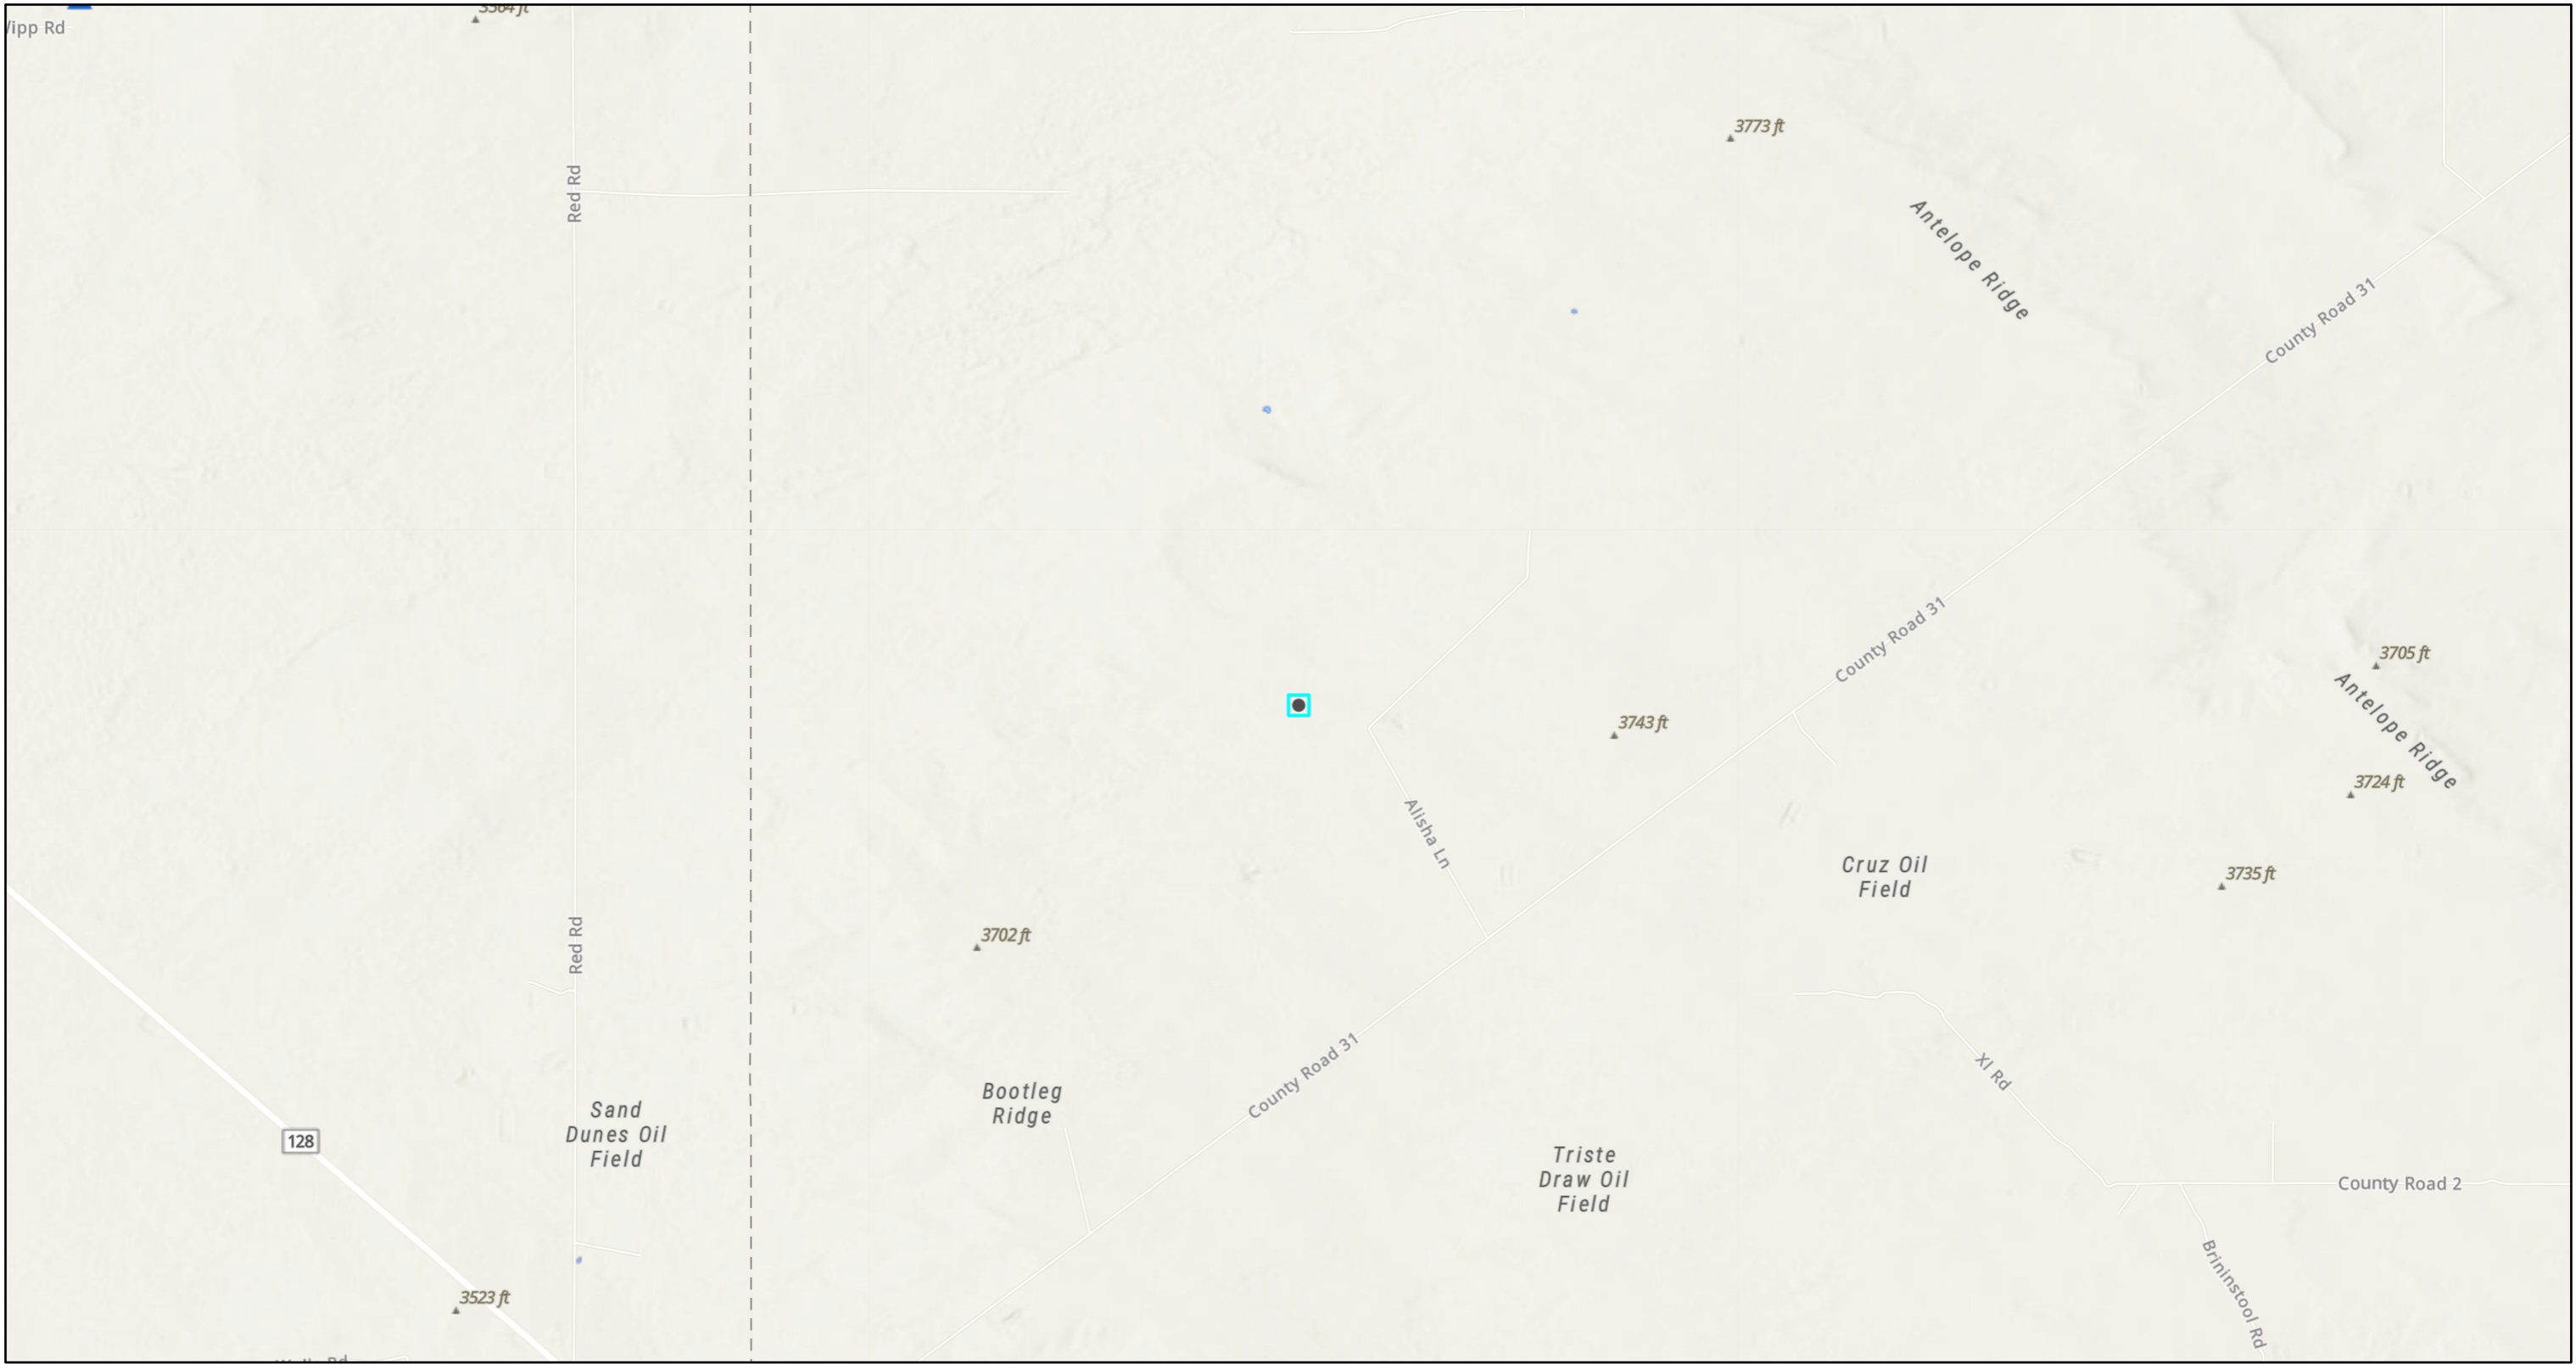 3564 ft
Red Rd
3773 ft
Antelope Ridge
County Road 31
County Road 31
3705 ft
Antelope Ridge
3743 ft
3724 ft
Alisha Ln
Cruz Oil
Field
3735 ft
Red Rd
3702 ft
County Road 31
Xl Rd
Bootleg
Ridge
Sand
Dunes Oil
Field
128
Triste
Draw Oil
Field
County Road 2
Brininstool Rd
3523 ft